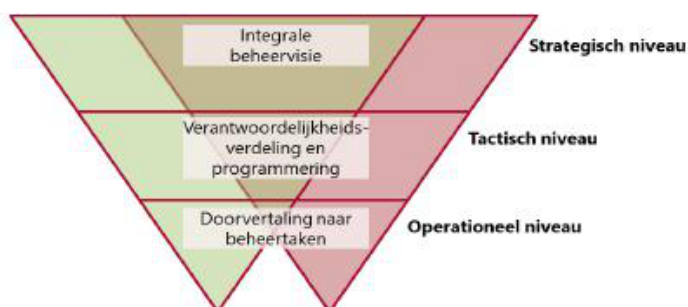 Integrale
beheervisie
Strategisch niveau
Verantwoordelijkheids-
verdeling en
programmering
Tactisch niveau
Doorvertaling naar
beheertaken
Operationeel niveau